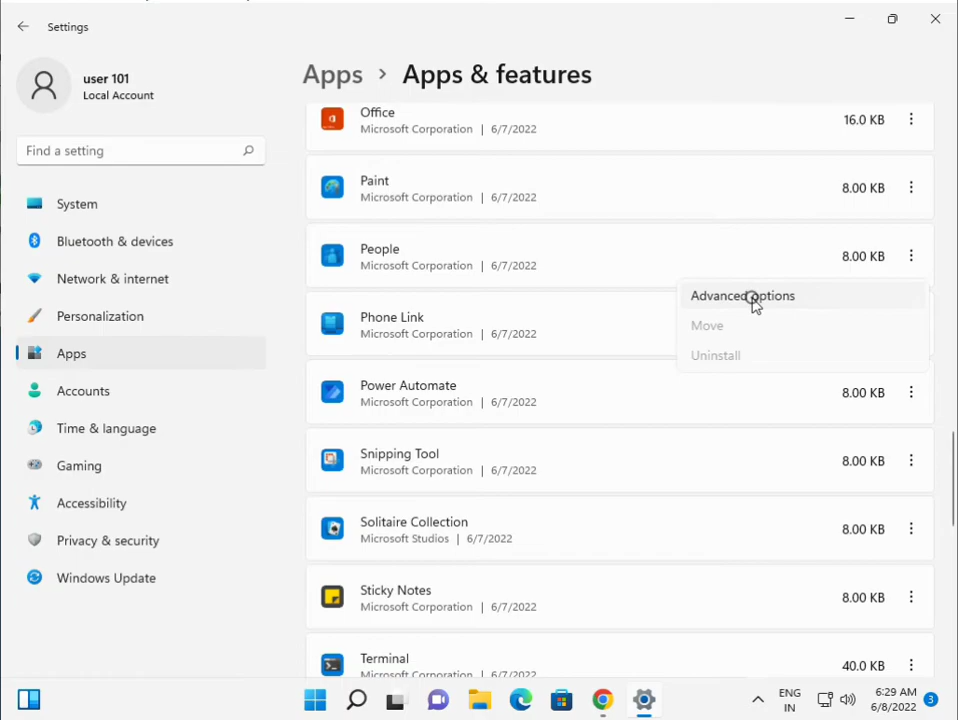 Settings
user 101
Local Account
Find a setting
System
Bluetooth & devices
Network & internet
Personalization
Apps
Accounts
Time & language
Gaming
Accessibility
Privacy & security
Windows Update
Apps > Apps & features
Office
Microsoft Corporation | 6/7/2022
16.0 KB
Paint
Microsoft Corporation | 6/7/2022
8.00 KB
People
Microsoft Corporation | 6/7/2022
8.00 KB
Advanced options
Move
Uninstall
Phone Link
Microsoft Corporation | 6/7/2022
Power Automate
Microsoft Corporation | 6/7/2022
8.00 KB
Snipping Tool
Microsoft Corporation | 6/7/2022
8.00 KB
Solitaire Collection
Microsoft Studios | 6/7/2022
8.00 KB
Sticky Notes
Microsoft Corporation | 6/7/2022
8.00 KB
Terminal
Microsoft Corporation | 6/7/2022
40.0 KB
ENG
IN
6:29 AM
6/8/2022
3